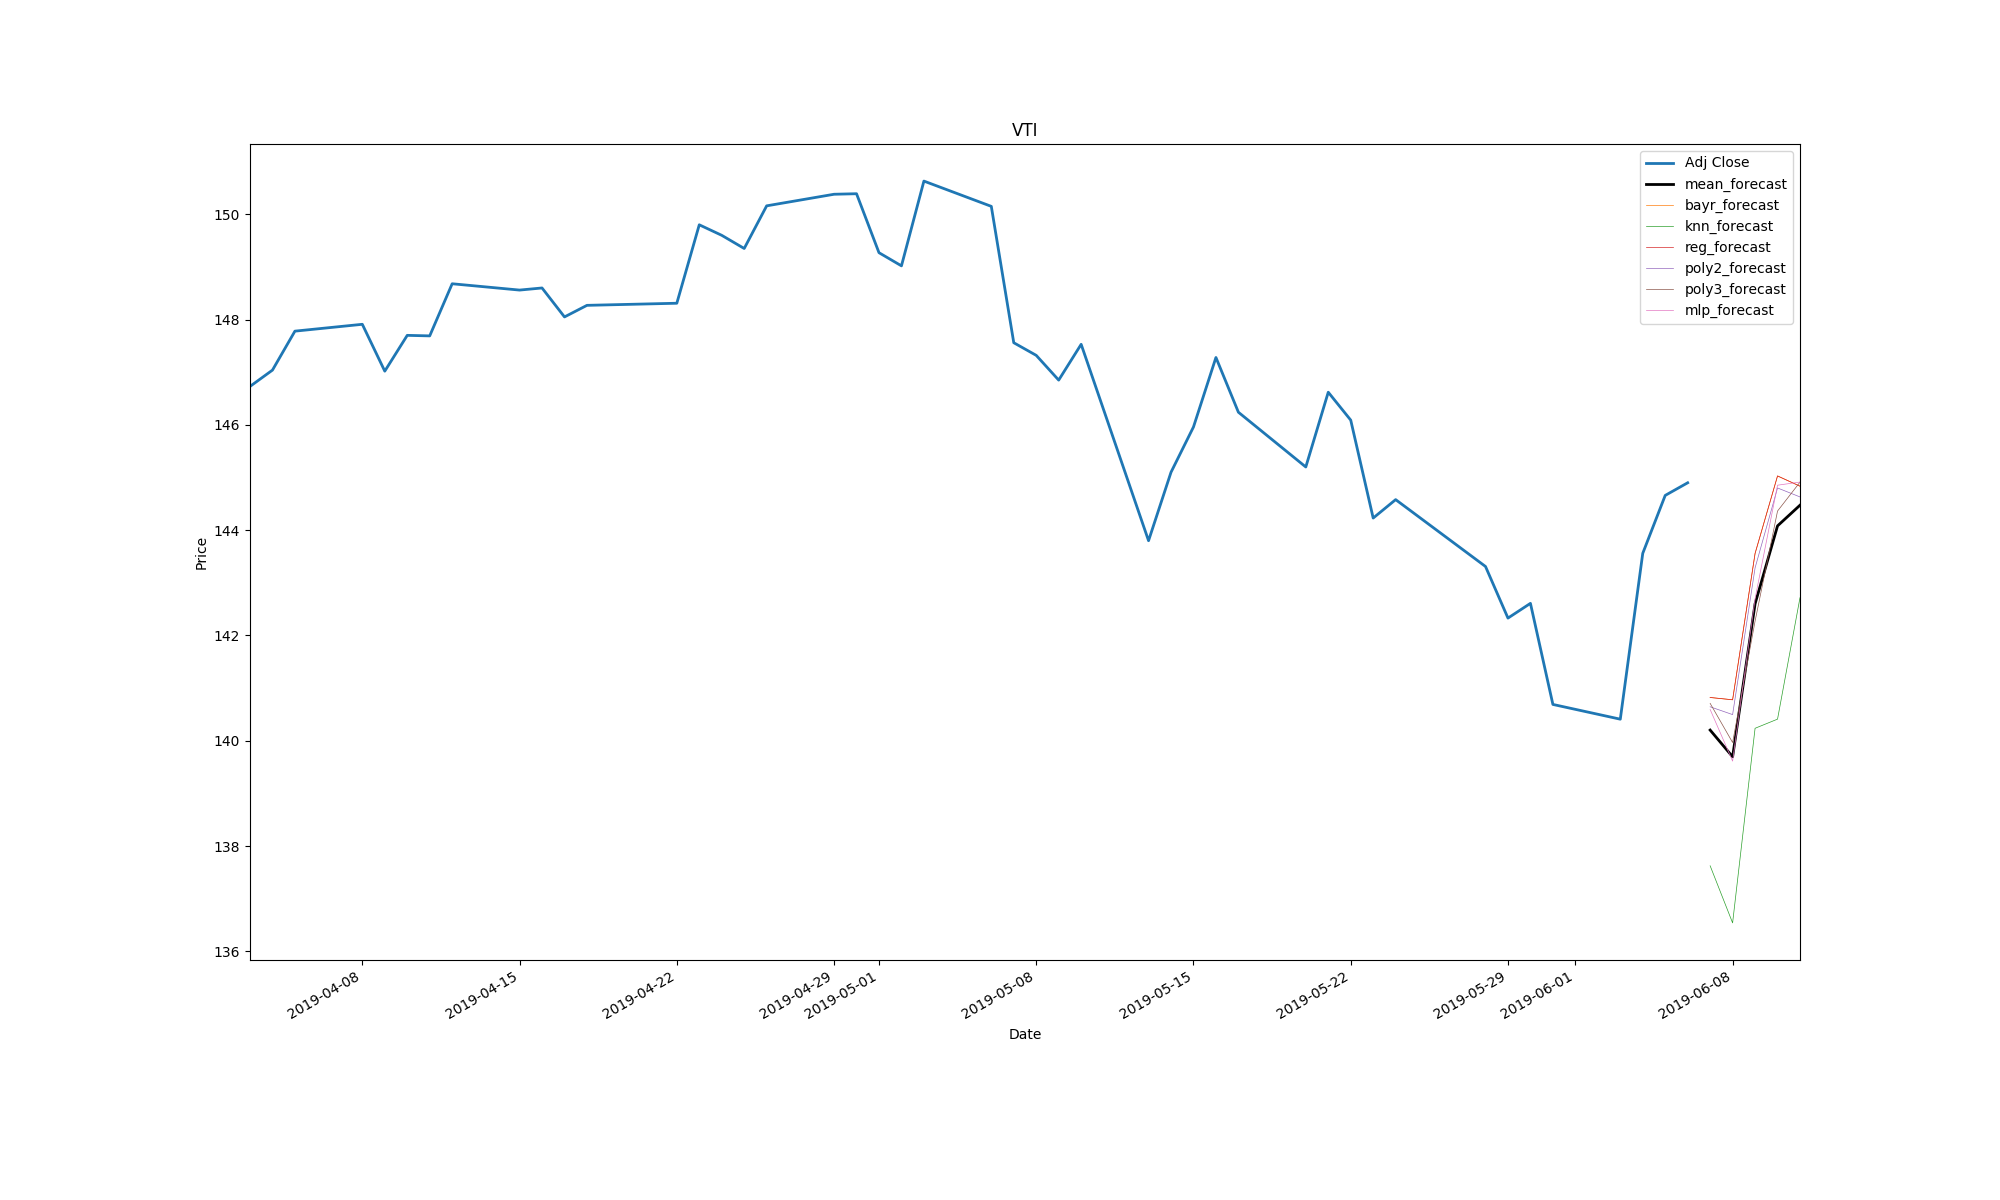 VTI
Adj Close
mean_forecast
bayr_forecast
knn_forecast
reg_forecast
poly2_forecast
poly3_forecast
mlp_forecast
Price
150
148
146
144
142
140
138
136
2019-04-08
2019-04-15
2019-04-22
2019-04-29
2019-05-01
2019-05-08
2019-05-15
2019-05-22
2019-05-29
2019-06-01
2019-06-08
Date